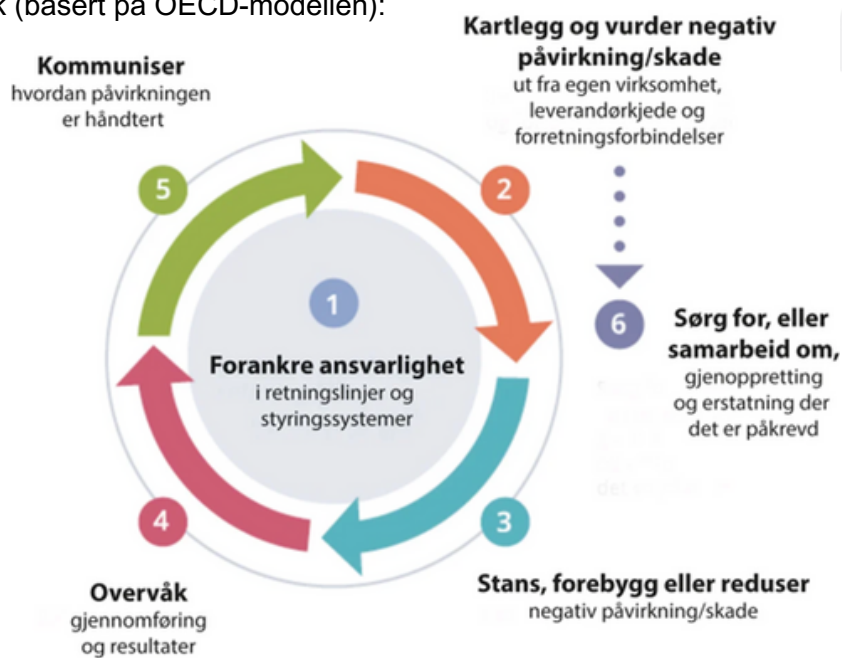 (basert på OECD-modellen):
Kommuniser
hvordan påvirkningen
er håndtert
Kartlegg og vurder negativ
påvirkning/skade
ut fra egen virksomhet,
leverandørkjede og
forretningsforbindelser
5
2
1
Forankre ansvarlighet
i retningslinjer og
styringssystemer
6
Sørg for, eller
samarbeid om,
gjenoppretting
og erstatning der
det er påkrevd
4
3
Overvåk
gjennomføring
og resultater
Stans, forebygg eller reduser
negativ påvirkning/skade